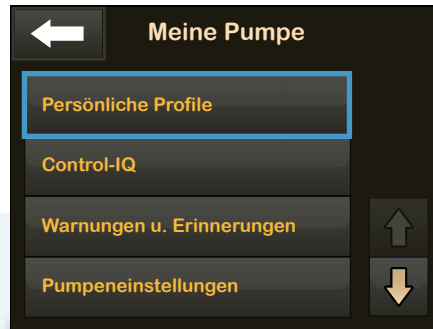 Meine Pumpe
Persönliche Profile
Control-IQ
Warnungen u. Erinnerungen
Pumpeneinstellungen